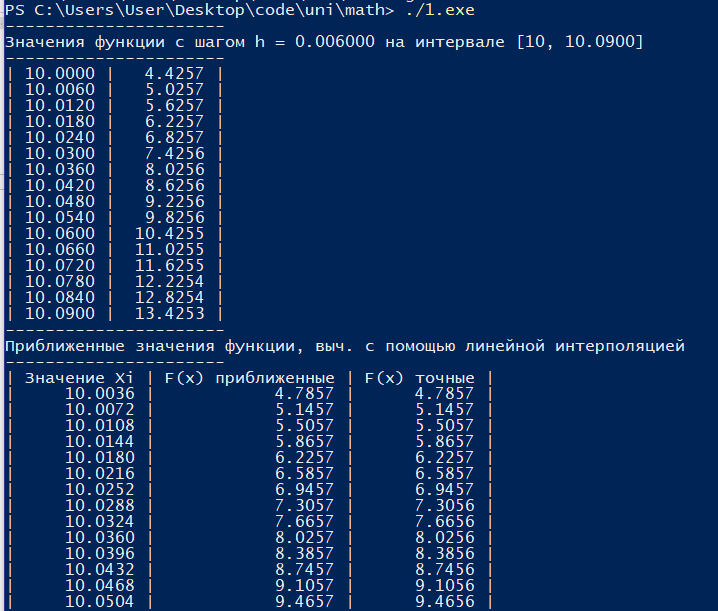 PS C:\Users\User\Desktop\code\uni\math> ./1.exe
----------------------
Значения функции с шагом h = 0.006000 на интервале [10, 10.0900]
----------------------
| 10.0000 |   4.4257 |
| 10.0060 |   5.0257 |
| 10.0120 |   5.6257 |
| 10.0180 |   6.2257 |
| 10.0240 |   6.8257 |
| 10.0300 |   7.4256 |
| 10.0360 |   8.0256 |
| 10.0420 |   8.6256 |
| 10.0480 |   9.2256 |
| 10.0540 |   9.8256 |
| 10.0600 |  10.4255 |
| 10.0660 |  11.0255 |
| 10.0720 |  11.6255 |
| 10.0780 |  12.2254 |
| 10.0840 |  12.8254 |
| 10.0900 |  13.4253 |
----------------------
Приближенные значения функции, выч. с помощью линейной интерполяцией
----------------------
| Значение Xi | F(x) приближенные | F(x) точные |
|     10.0036 |            4.7857 |      4.7857 |
|     10.0072 |            5.1457 |      5.1457 |
|     10.0108 |            5.5057 |      5.5057 |
|     10.0144 |            5.8657 |      5.8657 |
|     10.0180 |            6.2257 |      6.2257 |
|     10.0216 |            6.5857 |      6.5857 |
|     10.0252 |            6.9457 |      6.9457 |
|     10.0288 |            7.3057 |      7.3056 |
|     10.0324 |            7.6657 |      7.6656 |
|     10.0360 |            8.0257 |      8.0256 |
|     10.0396 |            8.3857 |      8.3856 |
|     10.0432 |            8.7457 |      8.7456 |
|     10.0468 |            9.1057 |      9.1056 |
|     10.0504 |            9.4657 |      9.4656 |